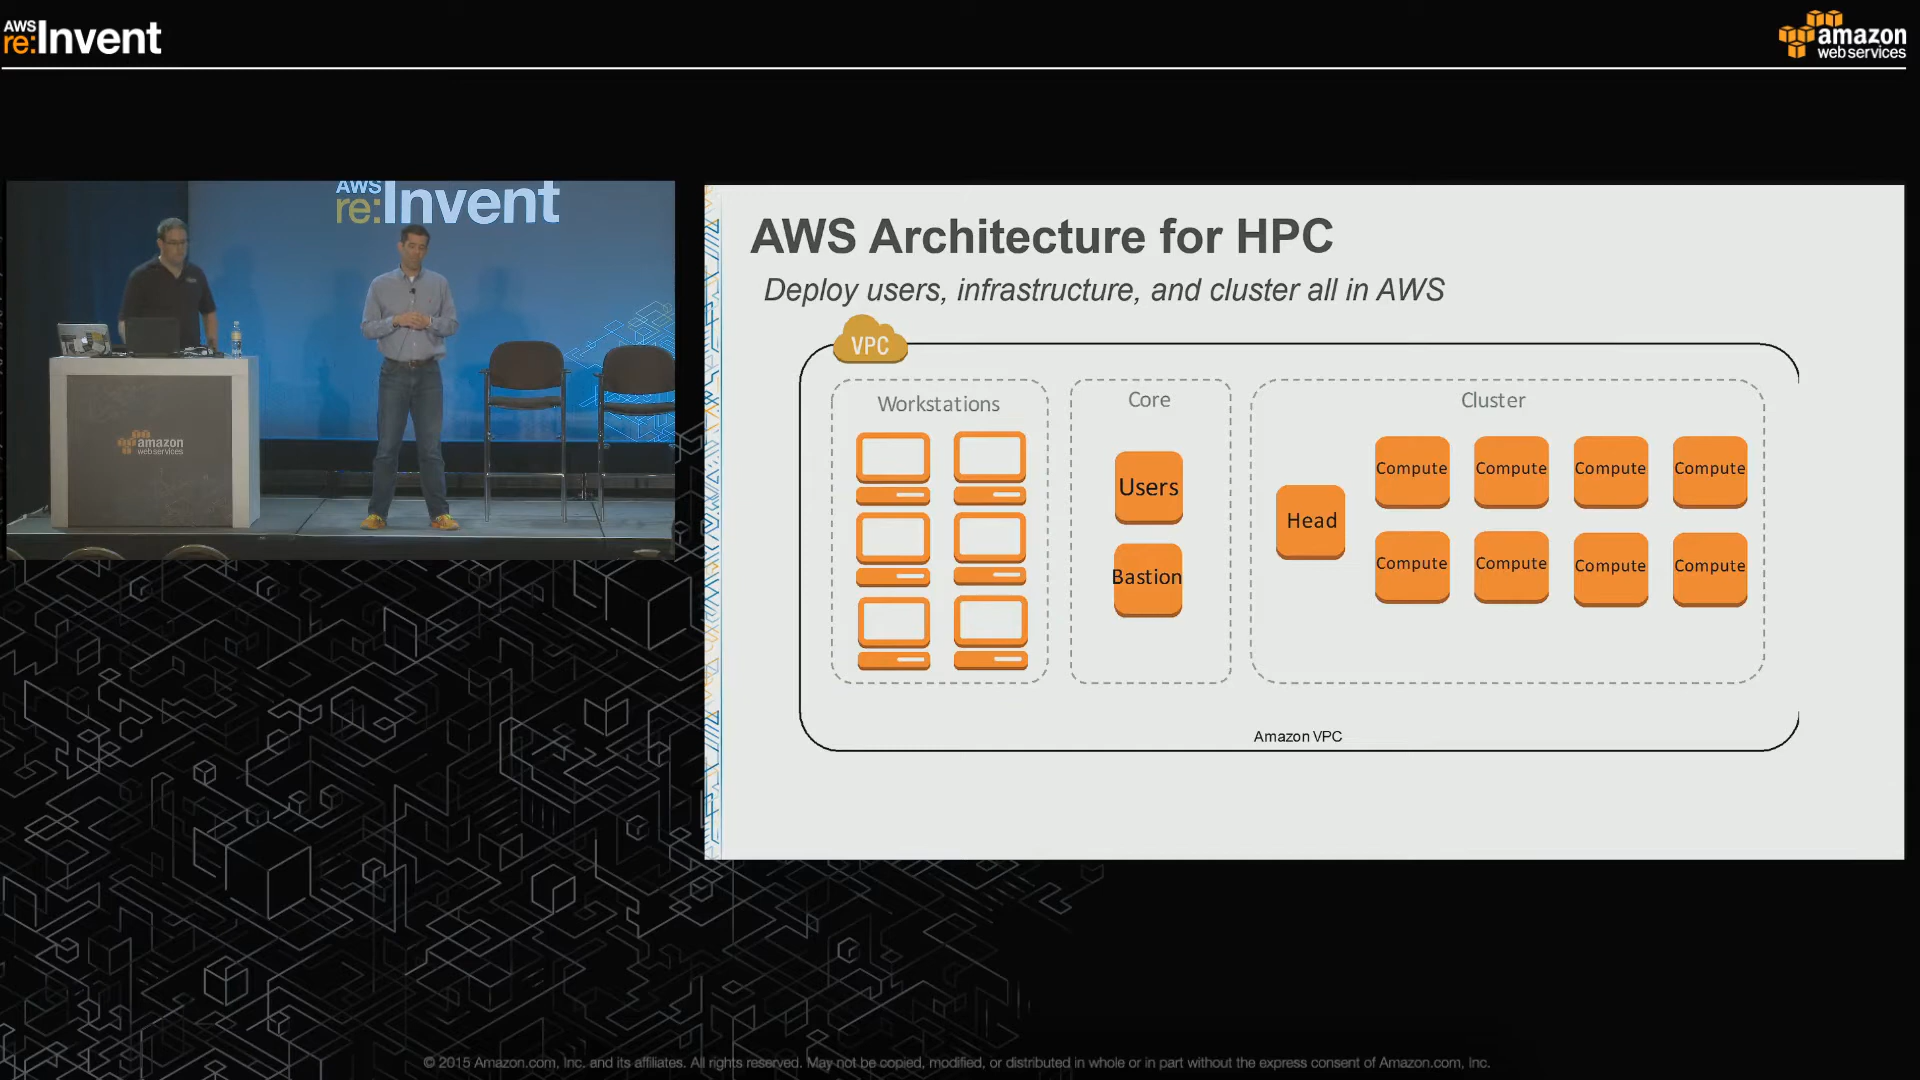 AWS
re:Invent
amazon
web services
AWS
re:Invent
amazon
web services
AWS Architecture for HPC
Deploy users, infrastructure, and cluster all in AWS
VPC
Workstations
Core
Cluster
Users
Bastion
Head
Compute Compute Compute Compute
Compute Compute Compute Compute
Amazon VPC
© 2015 Amazon.com, Inc. and its affiliates. All rights reserved. May not be copied, modified, or distributed in whole or in part without the express consent of Amazon.com, Inc.